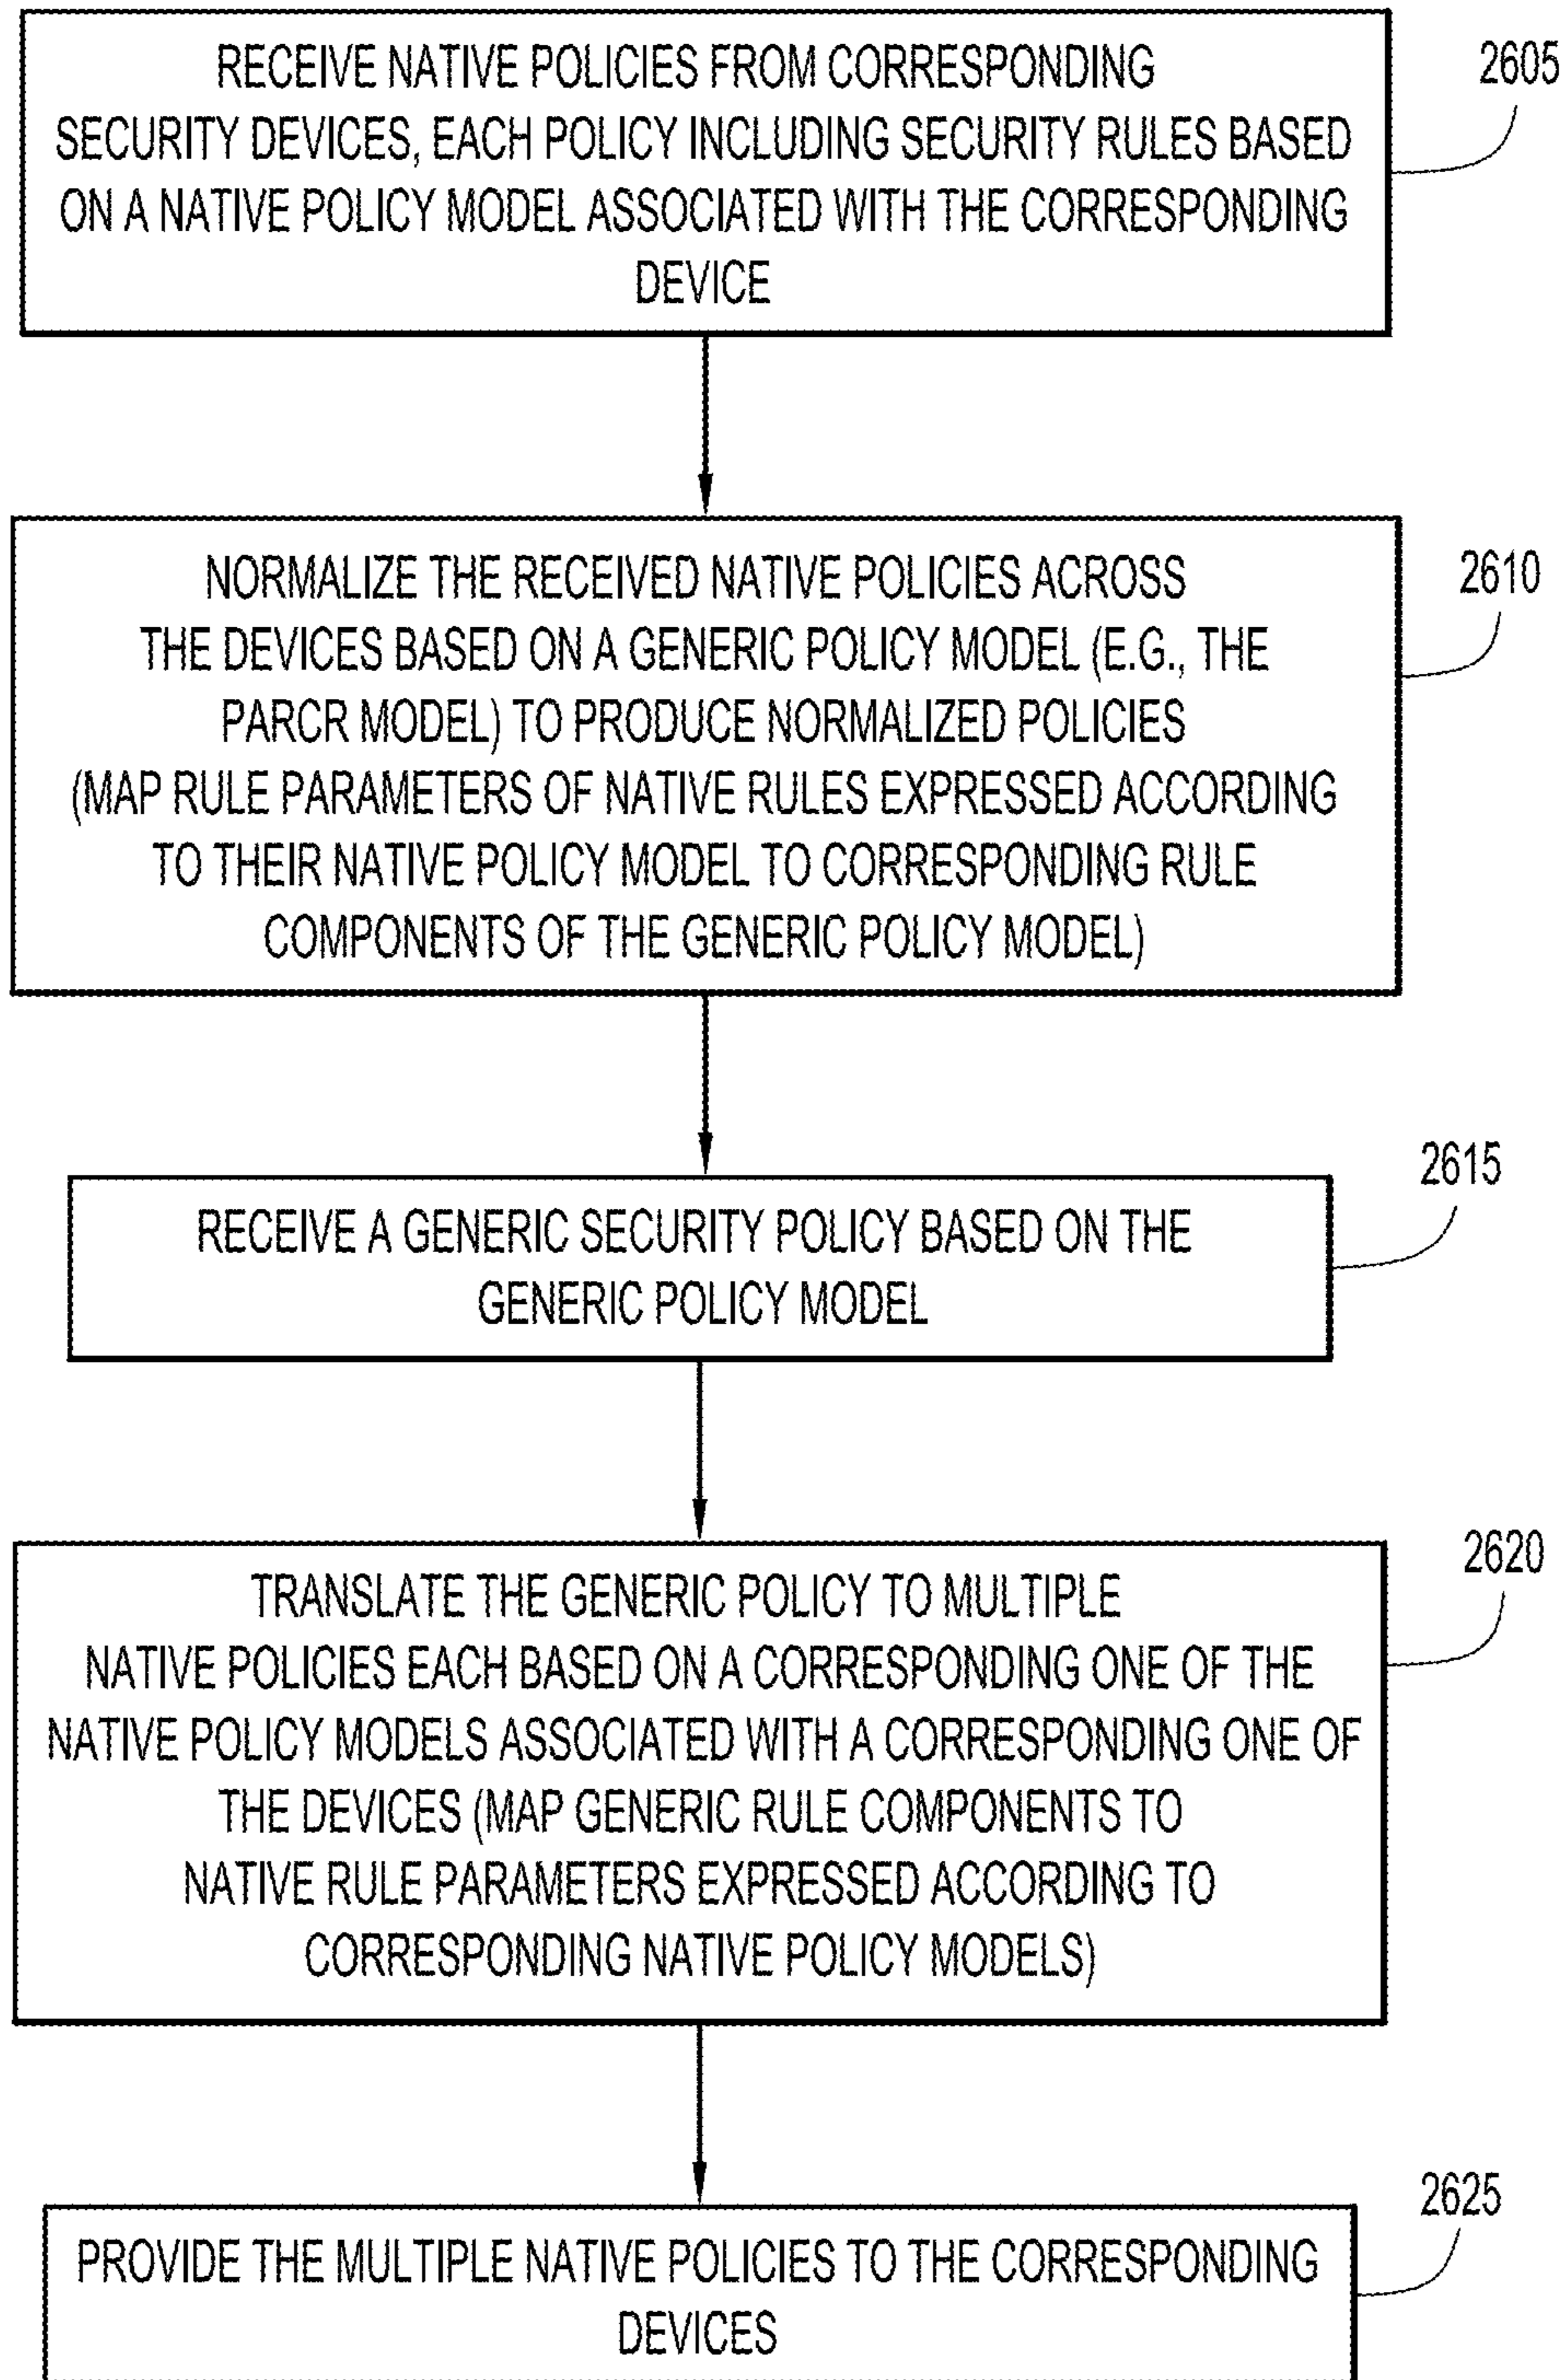 RECEIVE NATIVE POLICIES FROM CORRESPONDING
SECURITY DEVICES, EACH POLICY INCLUDING SECURITY RULES BASED
ON A NATIVE POLICY MODEL ASSOCIATED WITH THE CORRESPONDING
DEVICE
2605
NORMALIZE THE RECEIVED NATIVE POLICIES ACROSS
THE DEVICES BASED ON A GENERIC POLICY MODEL (E.G., THE
PARCR MODEL) TO PRODUCE NORMALIZED POLICIES
(MAP RULE PARAMETERS OF NATIVE RULES EXPRESSED ACCORDING
TO THEIR NATIVE POLICY MODEL TO CORRESPONDING RULE
COMPONENTS OF THE GENERIC POLICY MODEL)
2610
RECEIVE A GENERIC SECURITY POLICY BASED ON THE
GENERIC POLICY MODEL
2615
TRANSLATE THE GENERIC POLICY TO MULTIPLE
NATIVE POLICIES EACH BASED ON A CORRESPONDING ONE OF THE
NATIVE POLICY MODELS ASSOCIATED WITH A CORRESPONDING ONE OF
THE DEVICES (MAP GENERIC RULE COMPONENTS TO
NATIVE RULE PARAMETERS EXPRESSED ACCORDING TO
CORRESPONDING NATIVE POLICY MODELS)
2620
PROVIDE THE MULTIPLE NATIVE POLICIES TO THE CORRESPONDING
DEVICES
2625